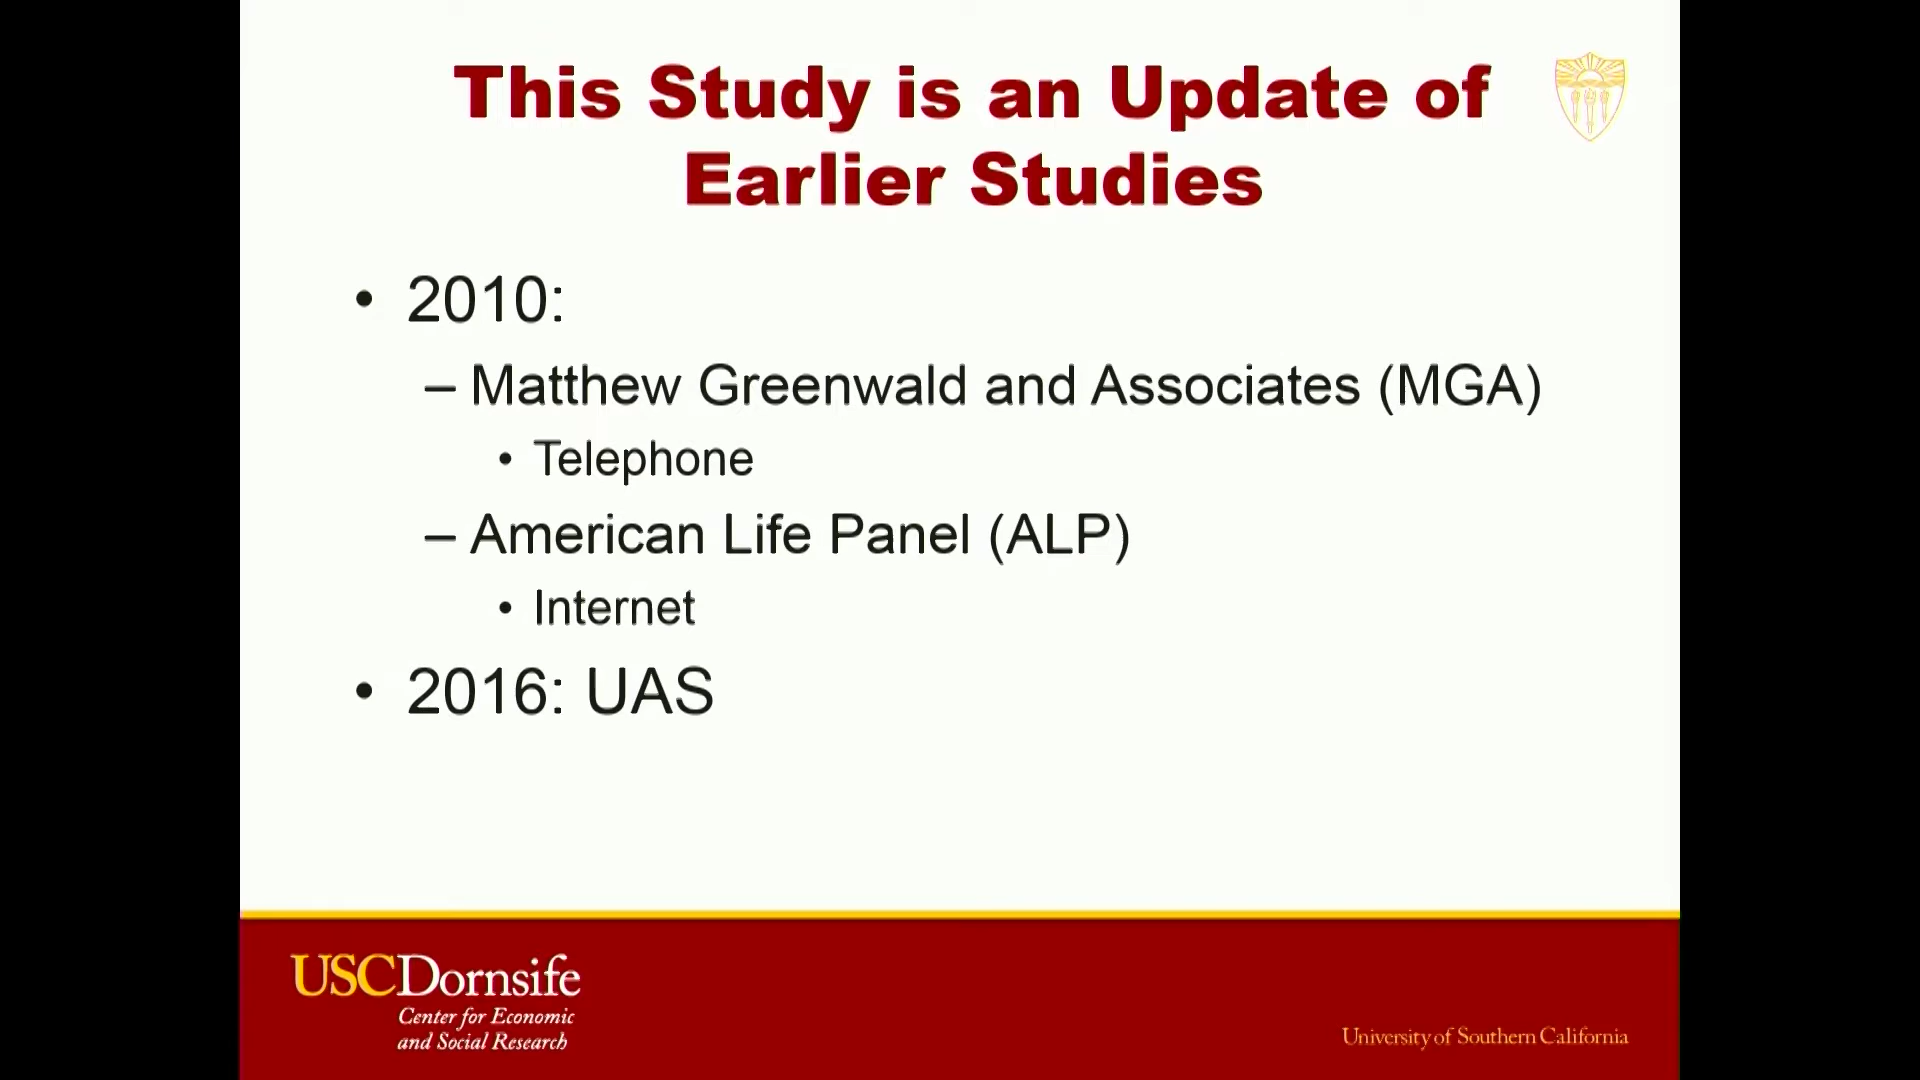 This Study is an Update of
Earlier Studies
• 2010:
– Matthew Greenwald and Associates (MGA)
• Telephone
– American Life Panel (ALP)
• Internet
• 2016: UAS
USCDornsife
Center for Economic
and Social Research
University of Southern California